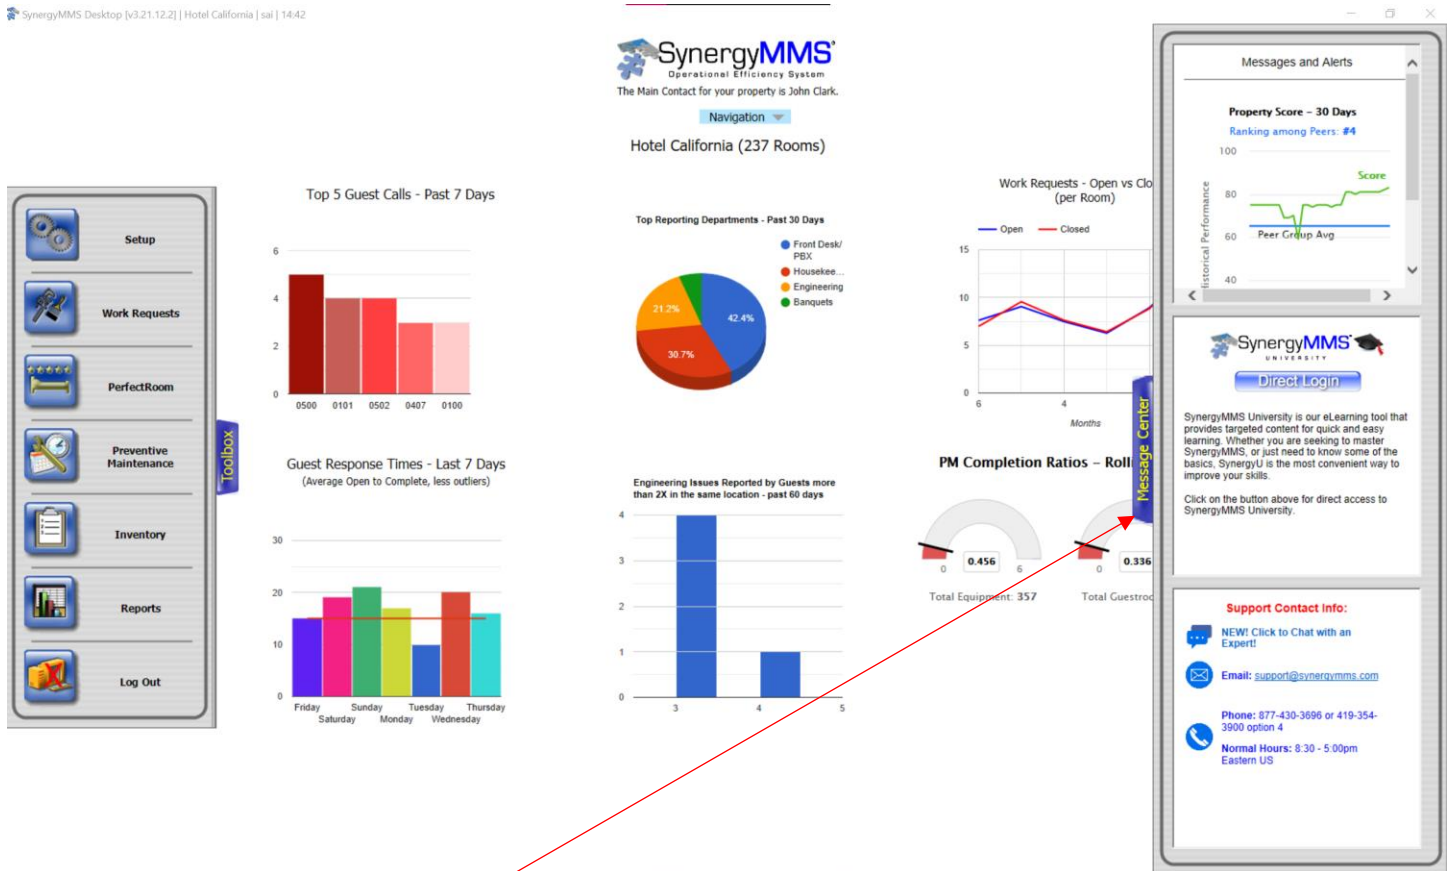 SynergyMMS Desktop [v3.21.12.2] | Hotel California | sai | 14:42
SynergyMMS®
Operational Efficiency System
The Main Contact for your property is John Clark.
Navigation
Hotel California (237 Rooms)
Setup
Work Requests
PerfectRoom
Preventive
Maintenance
Inventory
Reports
Log Out
Toolbox
Top 5 Guest Calls - Past 7 Days
6
4
2
0
0500 0101 0502 0407 0100
Guest Response Times - Last 7 Days
(Average Open to Complete, less outliers)
30
20
10
0
Friday Sunday Tuesday Thursday
Saturday Monday Wednesday
Top Reporting Departments - Past 30 Days
Front Desk/
PBX
Housekee...
Engineering
Banquets
21.2%
42.4%
30.7%
Engineering Issues Reported by Guests more
than 2X in the same location - past 60 days
4
3
2
1
0
3 4 5
Work Requests - Open vs Clo
(per Room)
Open Closed
15
10
5
0
6 4
Months
PM Completion Ratios – Rolli
0.456
0 6
Total Equipment: 357
0.336
0
Total Guestroo
Message Center
Messages and Alerts
Property Score – 30 Days
Ranking among Peers: #4
100
80
60
40
Score
Peer Group Avg
Historical Performance
SynergyMMS®
UNIVERSITY
Direct Login
SynergyMMS University is our eLearning tool that
provides targeted content for quick and easy
learning. Whether you are seeking to master
SynergyMMS, or just need to know some of the
basics, SynergyU is the most convenient way to
improve your skills.
Click on the button above for direct access to
SynergyMMS University.
Support Contact Info:
NEW! Click to Chat with an
Expert!
Email: support@synergymms.com
Phone: 877-430-3696 or 419-354-
3900 option 4
Normal Hours: 8:30 - 5:00pm
Eastern US